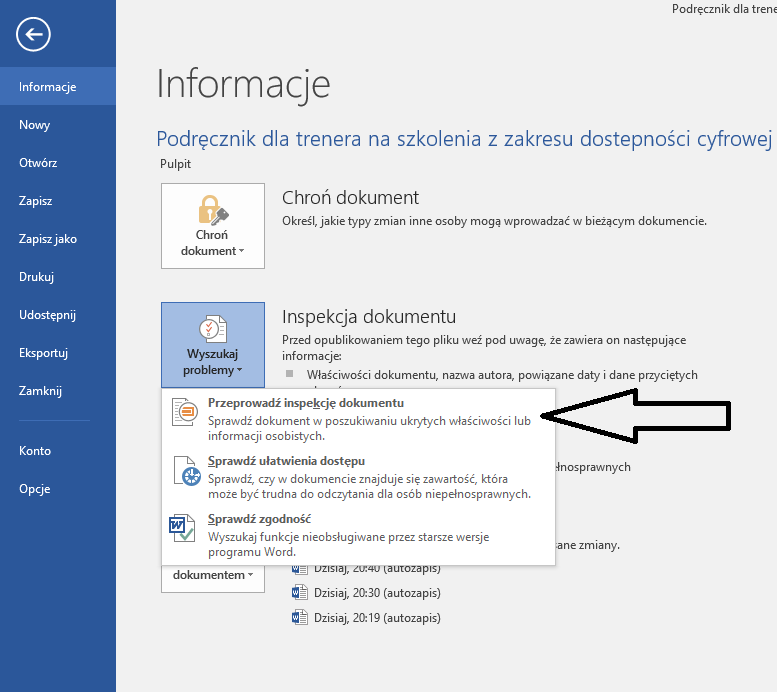 Podręcznik dla trene
Informacje
Nowy
Otwórz
Zapisz
Zapisz jako
Drukuj
Udostępnij
Eksportuj
Zamknij
Konto
Opcje
Informacje
Podręcznik dla trenera na szkolenia z zakresu dostepności cyfrowej
Pulpit
Chroń
dokument
Chroń dokument
Określ, jakie typy zmian inne osoby mogą wprowadzać w bieżącym dokumencie.
Wyszukaj
problemy
Inspekcja dokumentu
Przed opublikowaniem tego pliku weź pod uwagę, że zawiera on następujące
informacje:
Właściwości dokumentu, nazwa autora, powiązane daty i dane przyciętych
Przeprowadź inspekcję dokumentu
Sprawdź dokument w poszukiwaniu ukrytych właściwości lub
informacji osobistych.
Sprawdź ułatwienia dostępu
Sprawdź, czy w dokumencie znajduje się zawartość, która
może być trudna do odczytania dla osób niepełnosprawnych.
Sprawdź zgodność
Wyszukaj funkcje nieobsługiwane przez starsze wersje
programu Word.
ełnosprawnych
sane zmiany.
dokumentem
Dzisiaj, 20:40 (autozapis)
Dzisiaj, 20:30 (autozapis)
Dzisiaj, 20:19 (autozapis)